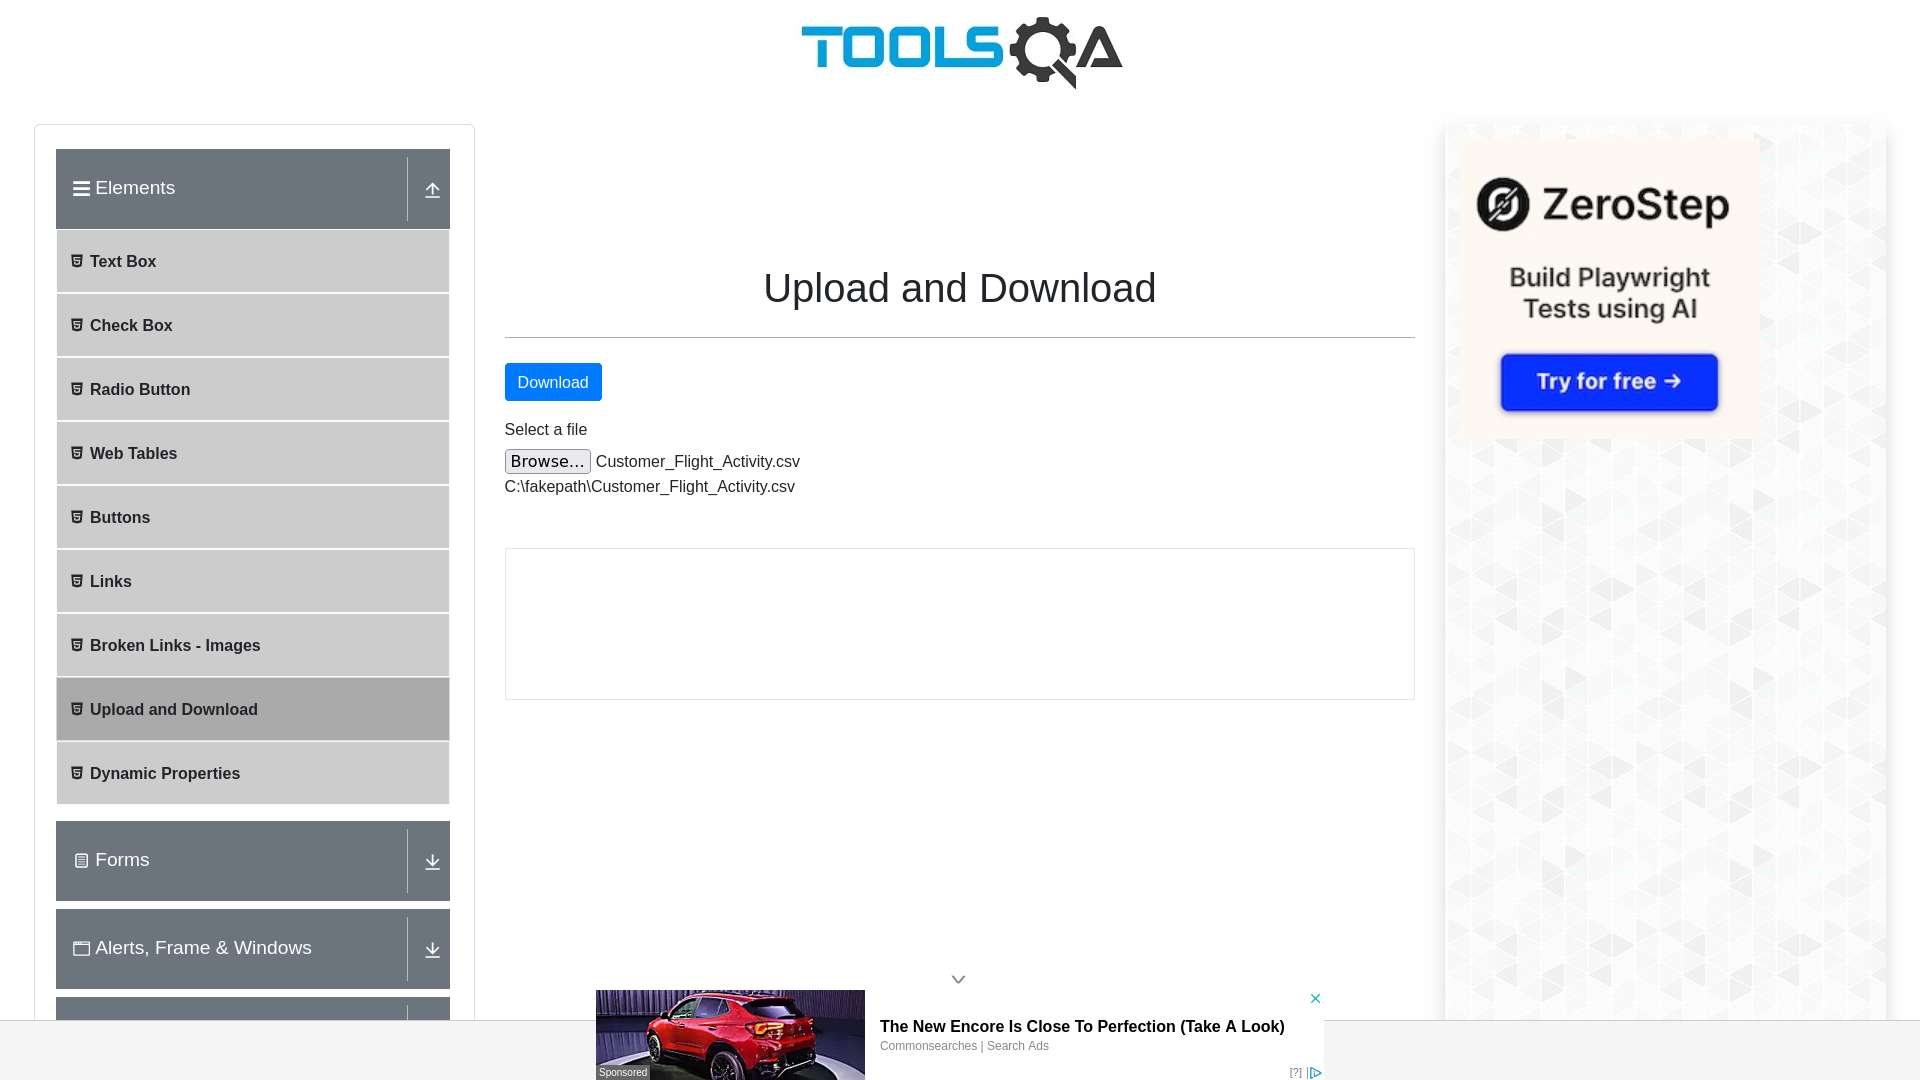 TOOLSQA
Elements
Text Box
Check Box
Radio Button
Web Tables
Buttons
Links
Broken Links - Images
Upload and Download
Dynamic Properties
Forms
Alerts, Frame & Windows
Upload and Download
Download
Select a file
Browse... Customer_Flight_Activity.csv
C:\fakepath\Customer_Flight_Activity.csv
ZeroStep
Build Playwright
Tests using AI
Try for free →
The New Encore Is Close To Perfection (Take A Look)
Commonsearches | Search Ads
Sponsored
[?]